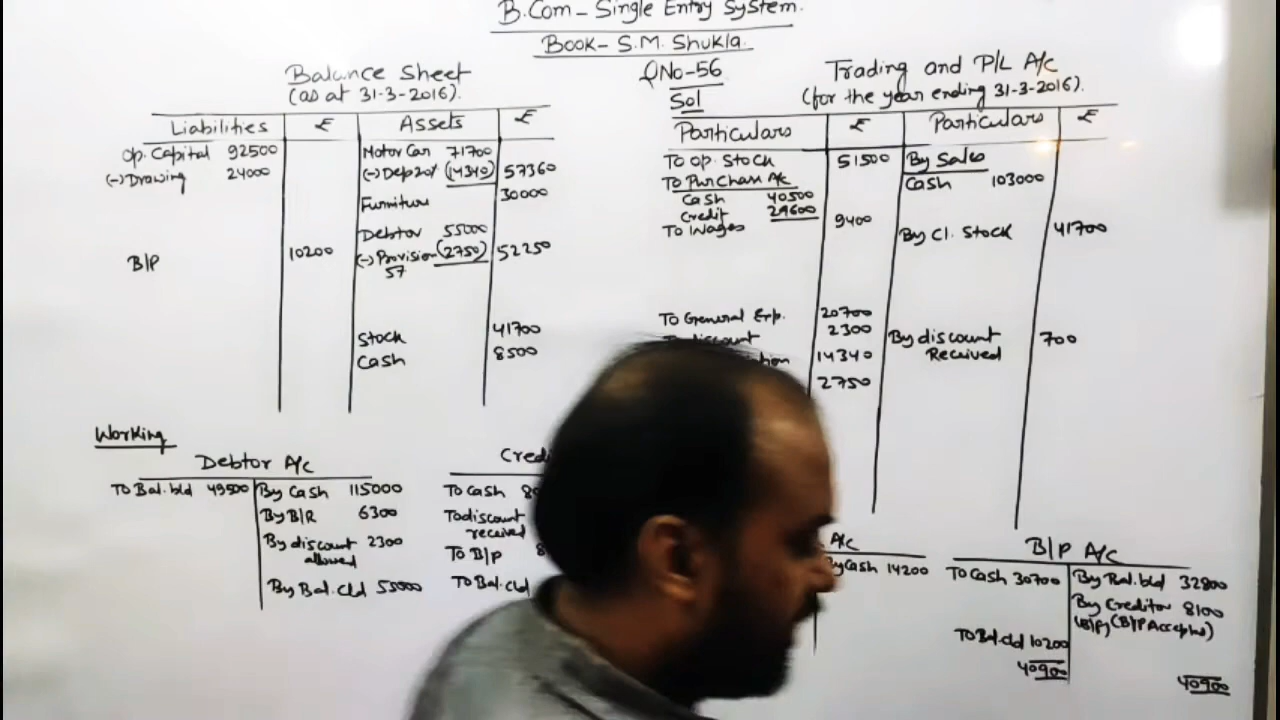 B.Com - Single Entry System.
Book - S.M. Shukla.
QNo-56
Sol
Balance Sheet
(as at 31-3-2016).
Liabilities ₹ Assets ₹
Op. Capital 92500
(-) Drawing 24000
B/P 10200
Motor Car 71700
(-) Dep 20% (14340) 57360
Furniture 30000
Debtor 55000
(-) Provision (2750) 52250
Stock 41700
Cash 8500
Trading and P/L A/c
(for the year ending 31-3-2016).
Particulars ₹ Particulars ₹
To Op. Stock 51500
To Purchase A/c
Cash 40500
Credit 29600
To Wages 9400
To General Exp. 20700
2300
14340
2750
By Sales
Cash 103000
By Cl. Stock 41700
By discount 700
Received
Working
Debtor A/c
To Bal. b/d 49500 By Cash 115000
By B/R 6300
By discount 2300
allowed
By Bal. c/d 55000
To Cash
To discount
received
To B/P
To Bal. c/d
A/c
By Cash 14200
B/P A/c
To Cash 30700 By Bal. b/d 32800
By Creditor 8100
(B/P Accepted)
To Bal. c/d 10200
40900 40900